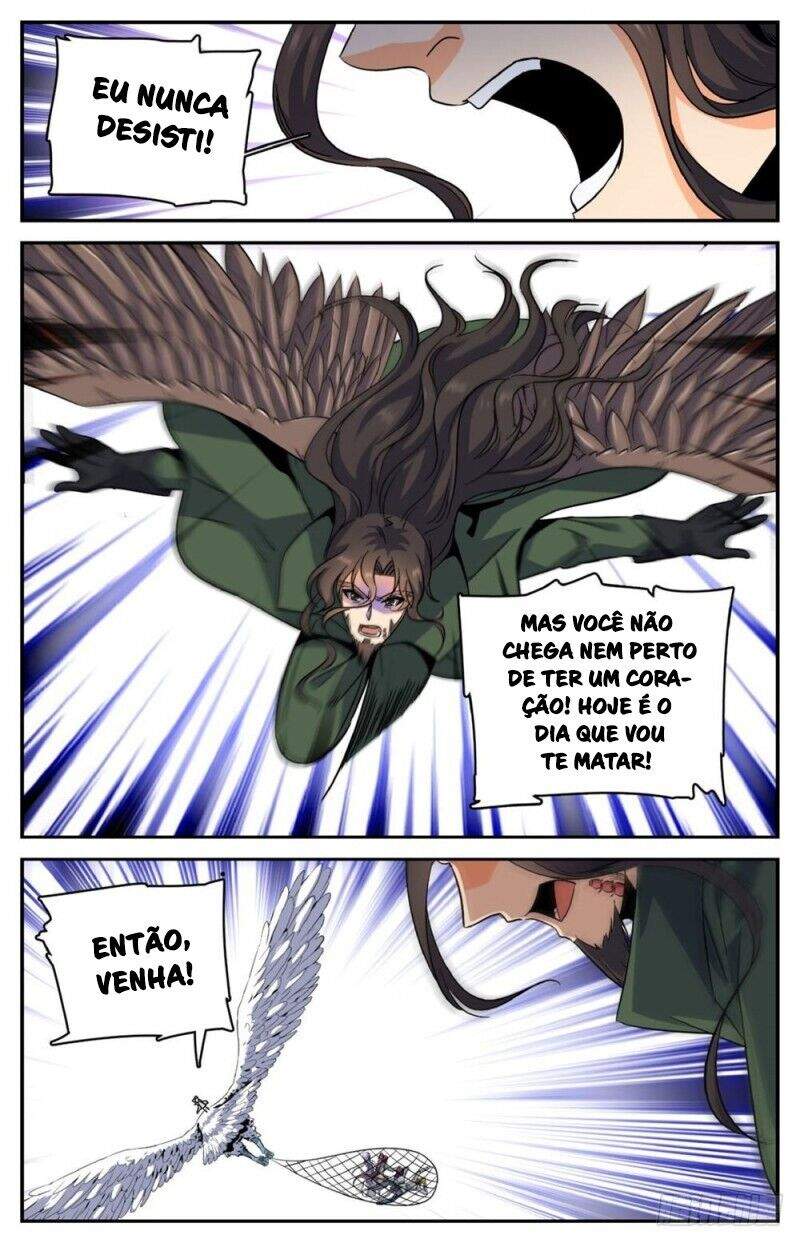 EU NUNCA
DESISTI!
MAS VOCÊ NÃO
CHEGA NEM PERTO
DE TER UM CORA-
ÇÃO! HOJE É O
DIA QUE VOU
TE MATAR!
ENTÃO,
VENHA!